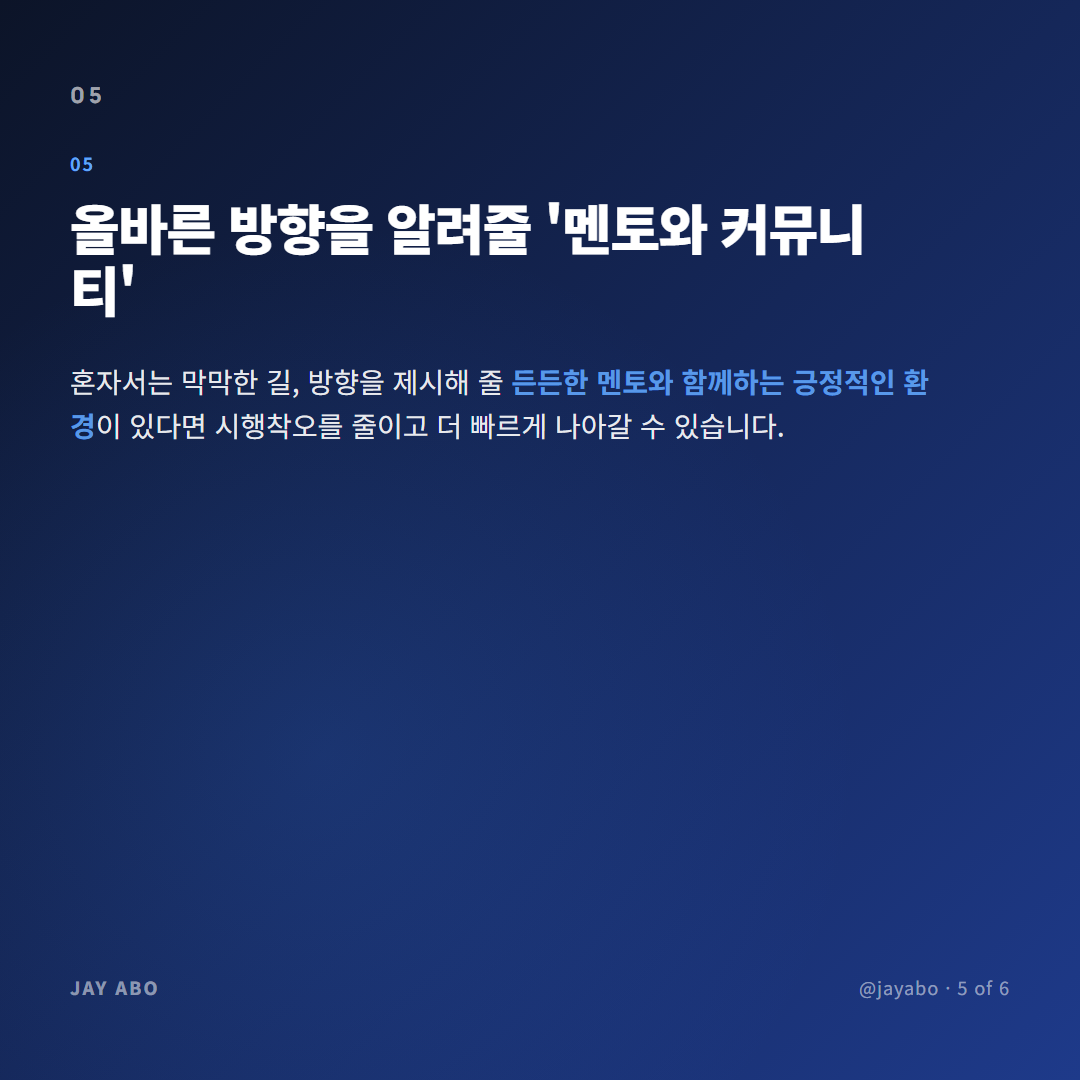 05
05
올바른 방향을 알려줄 '멘토와 커뮤니
티'
혼자서는 막막한 길, 방향을 제시해 줄 든든한 멘토와 함께하는 긍정적인 환
경이 있다면 시행착오를 줄이고 더 빠르게 나아갈 수 있습니다.
JAY ABO
@jayabo · 5 of 6